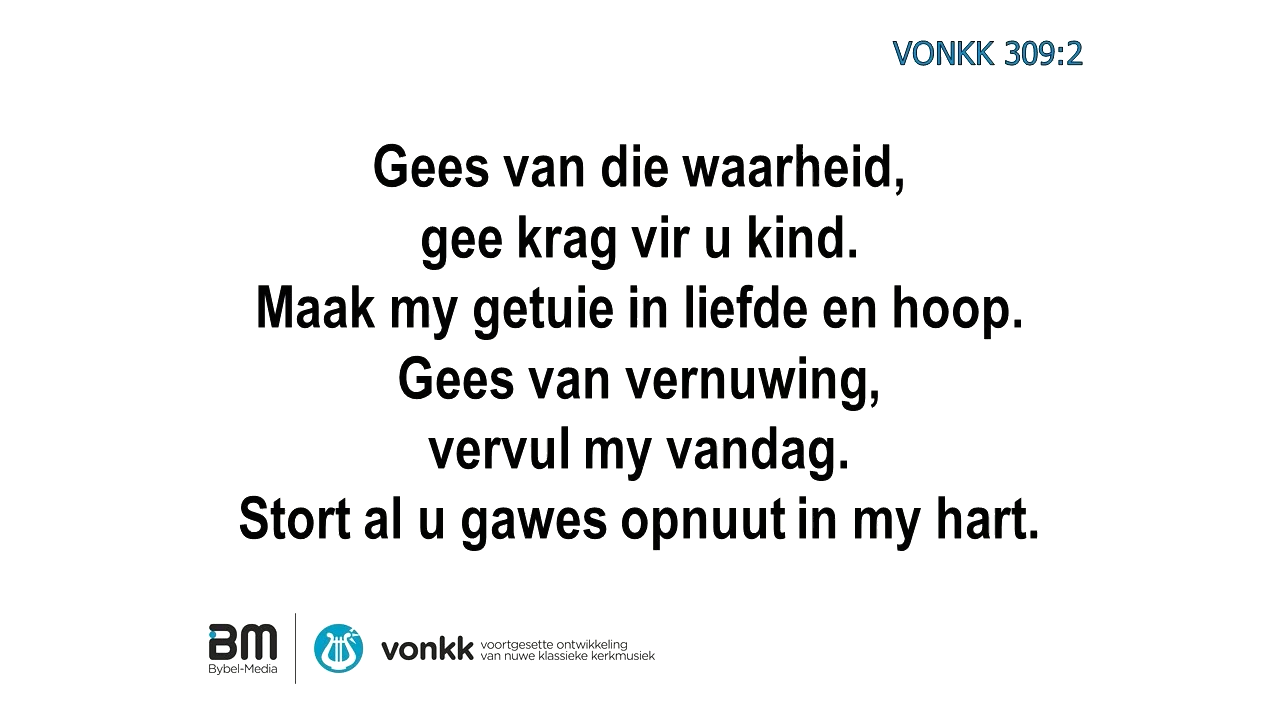 VONKK 309:2
Gees van die waarheid,
gee krag vir u kind.
Maak my getuie in liefde en hoop.
Gees van vernuwing,
vervul my vandag.
Stort al u gawes opnuut in my hart.
BM
Bybel-Media
vonkk
voortgesette ontwikkeling
van nuwe klassieke kerkmusiek